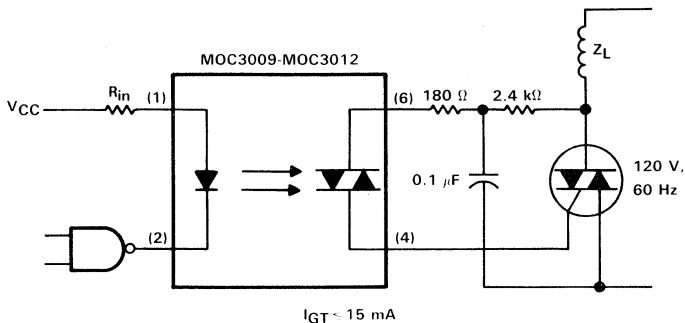 MOC3009-MOC3012
VCC
Rin
(1)
(2)
(6)
180 Ω
2.4 kΩ
ZL
0.1 μF
(4)
120 V,
60 Hz
IGT ≤ 15 mA